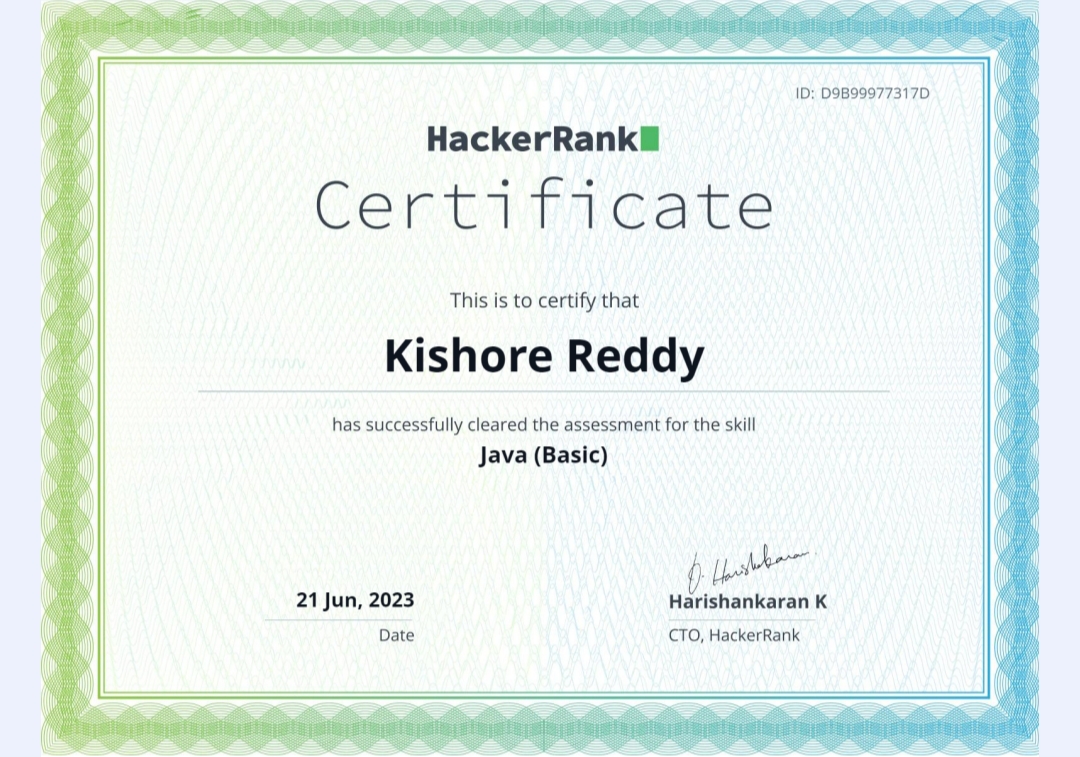 ID: D9B99977317D
HackerRank
Certificate
This is to certify that
Kishore Reddy
has successfully cleared the assessment for the skill
Java (Basic)
21 Jun, 2023
Date
Harishankaran K
CTO, HackerRank